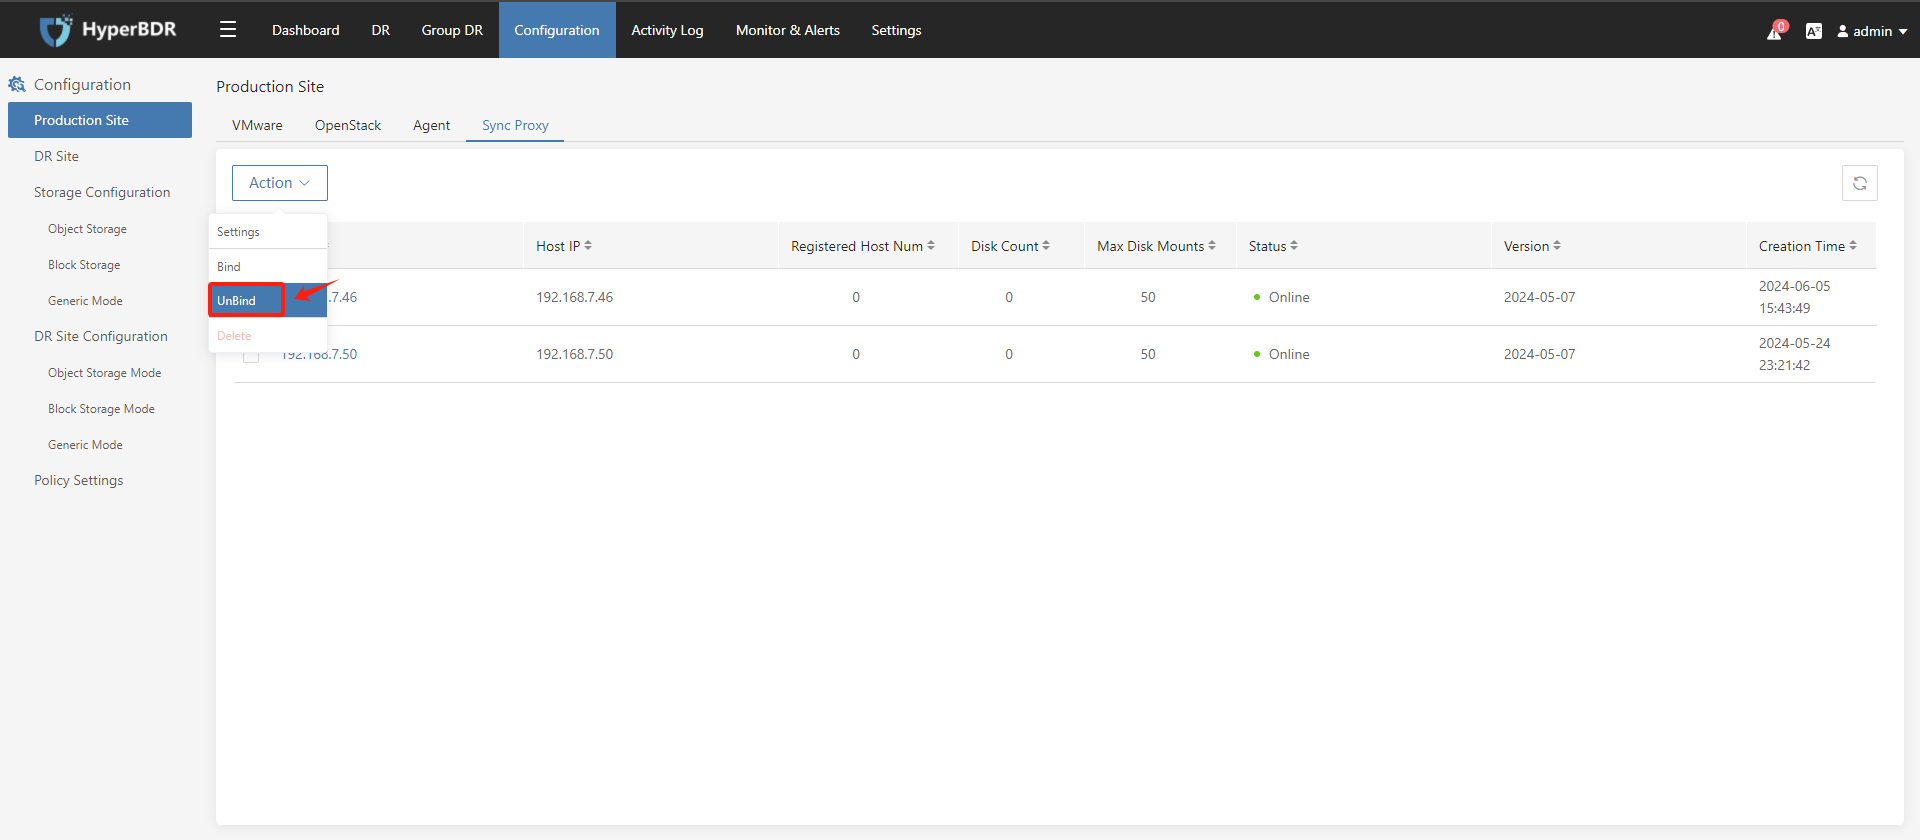 HyperBDR
Dashboard DR Group DR Configuration Activity Log Monitor & Alerts Settings
0
admin
Configuration
Production Site
DR Site
Storage Configuration
Object Storage
Block Storage
Generic Mode
DR Site Configuration
Object Storage Mode
Block Storage Mode
Generic Mode
Policy Settings
Production Site
VMware OpenStack Agent Sync Proxy
Action
Settings
Bind
UnBind
Delete
Host IP Registered Host Num Disk Count Max Disk Mounts Status Version Creation Time
.7.46 192.168.7.46 0 0 50 Online 2024-05-07 2024-06-05
15:43:49
192.168.7.50 192.168.7.50 0 0 50 Online 2024-05-07 2024-05-24
23:21:42